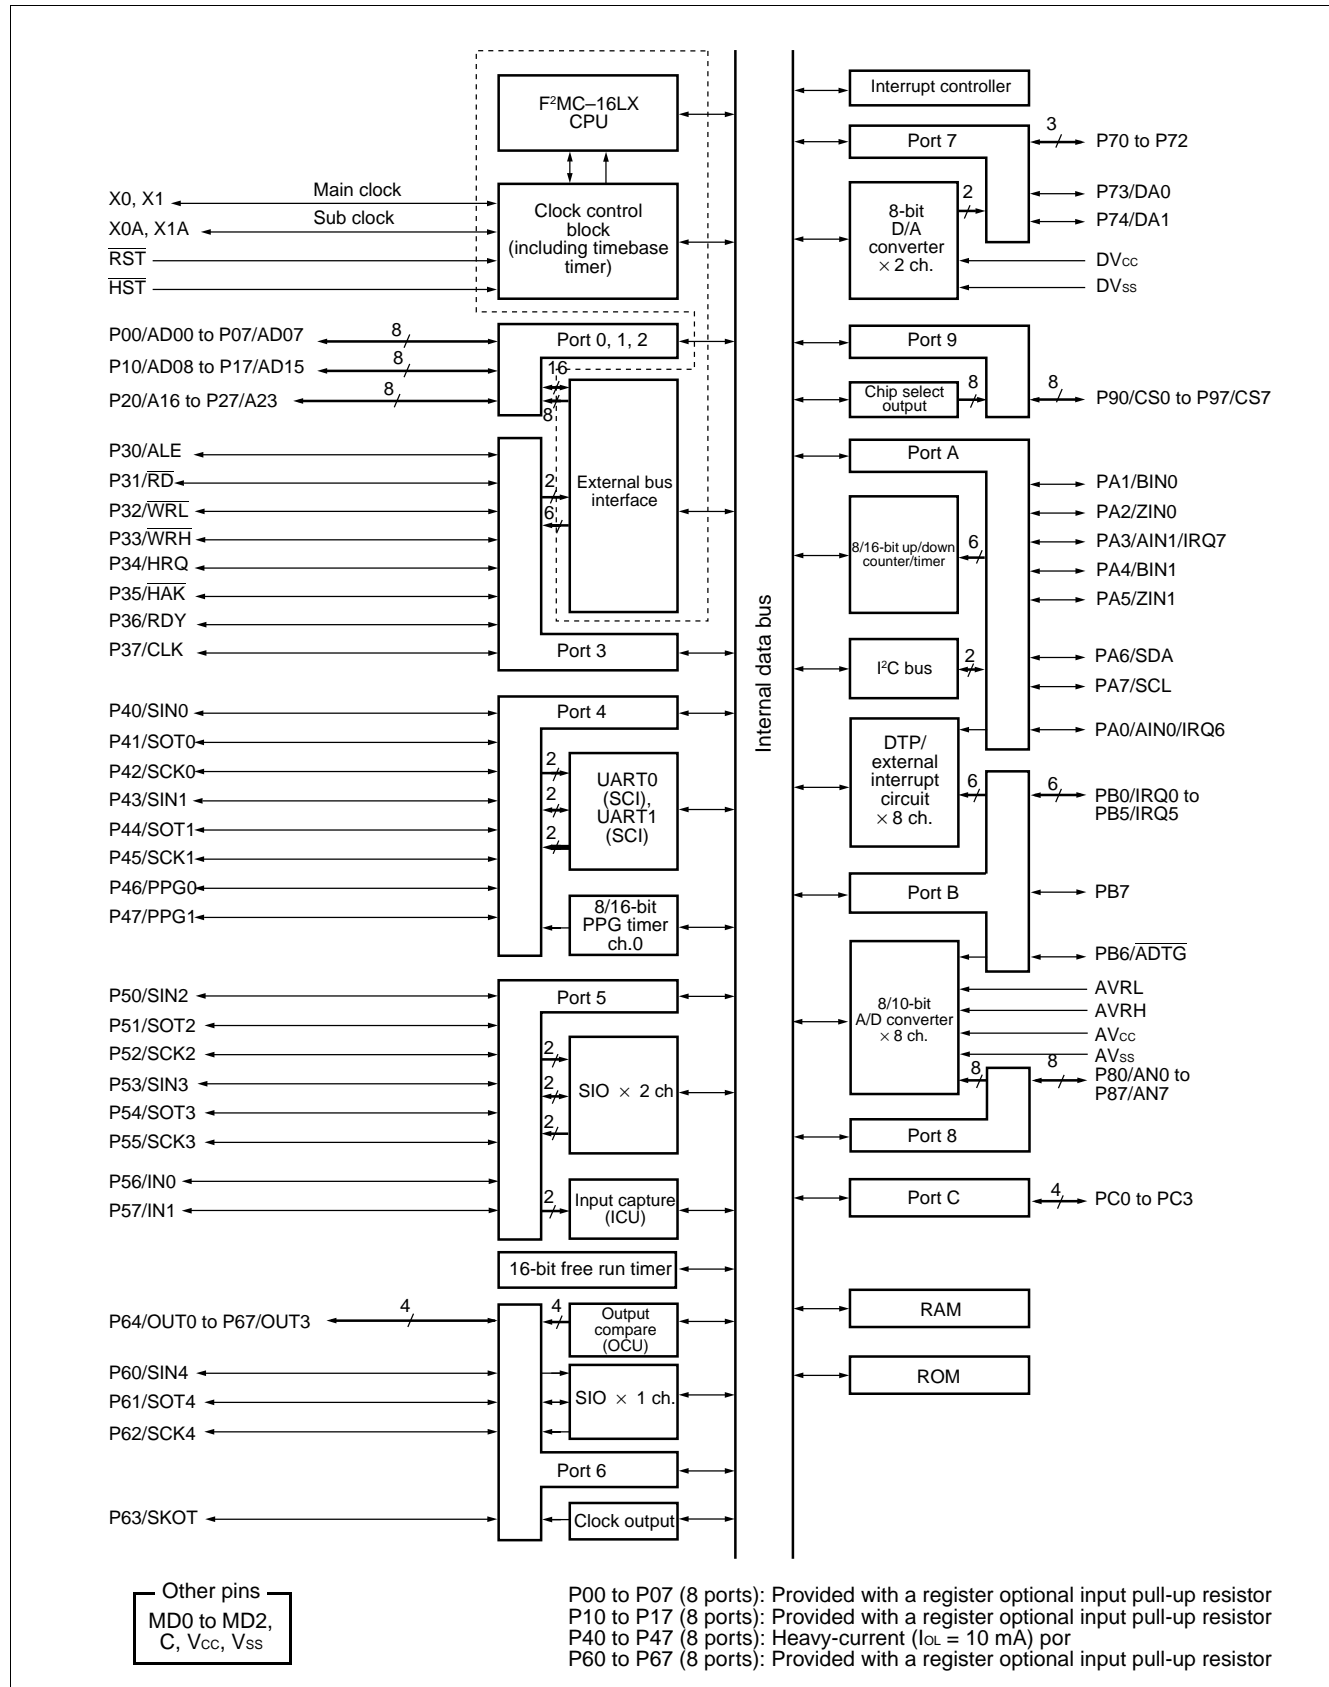 F²MC–16LX
CPU
Main clock
X0, X1
Sub clock
X0A, X1A
RST
HST
Clock control
block
(including timebase
timer)
P00/AD00 to P07/AD07
8
P10/AD08 to P17/AD15
8
P20/A16 to P27/A23
8
Port 0, 1, 2
16
8
External bus
interface
P30/ALE
P31/RD
P32/WRL
P33/WRH
P34/HRQ
P35/HAK
P36/RDY
P37/CLK
2
6
Port 3
P40/SIN0
P41/SOT0
P42/SCK0
P43/SIN1
P44/SOT1
P45/SCK1
P46/PPG0
P47/PPG1
Port 4
2
2
2
UART0
(SCI),
UART1
(SCI)
8/16-bit
PPG timer
ch.0
P50/SIN2
P51/SOT2
P52/SCK2
P53/SIN3
P54/SOT3
P55/SCK3
P56/IN0
P57/IN1
Port 5
2
2
2
SIO × 2 ch
2
Input capture
(ICU)
16-bit free run timer
P64/OUT0 to P67/OUT3
4
4
Output
compare
(OCU)
P60/SIN4
P61/SOT4
P62/SCK4
SIO × 1 ch.
Port 6
P63/SKOT
Clock output
Internal data bus
Interrupt controller
Port 7
3
P70 to P72
8-bit
D/A
converter
× 2 ch.
2
P73/DA0
P74/DA1
DVCC
DVSS
Port 9
Chip select
output
8
8
P90/CS0 to P97/CS7
Port A
8/16-bit up/down
counter/timer
6
PA1/BIN0
PA2/ZIN0
PA3/AIN1/IRQ7
PA4/BIN1
PA5/ZIN1
I²C bus
2
PA6/SDA
PA7/SCL
PA0/AIN0/IRQ6
DTP/
external
interrupt
circuit
× 8 ch.
6
6
PB0/IRQ0 to
PB5/IRQ5
Port B
PB7
PB6/ADTG
8/10-bit
A/D converter
× 8 ch.
AVRL
AVRH
AVCC
AVSS
8
8
P80/AN0 to
P87/AN7
Port 8
Port C
4
PC0 to PC3
RAM
ROM
Other pins
MD0 to MD2,
C, VCC, VSS
P00 to P07 (8 ports): Provided with a register optional input pull-up resistor
P10 to P17 (8 ports): Provided with a register optional input pull-up resistor
P40 to P47 (8 ports): Heavy-current (IOL = 10 mA) por
P60 to P67 (8 ports): Provided with a register optional input pull-up resistor